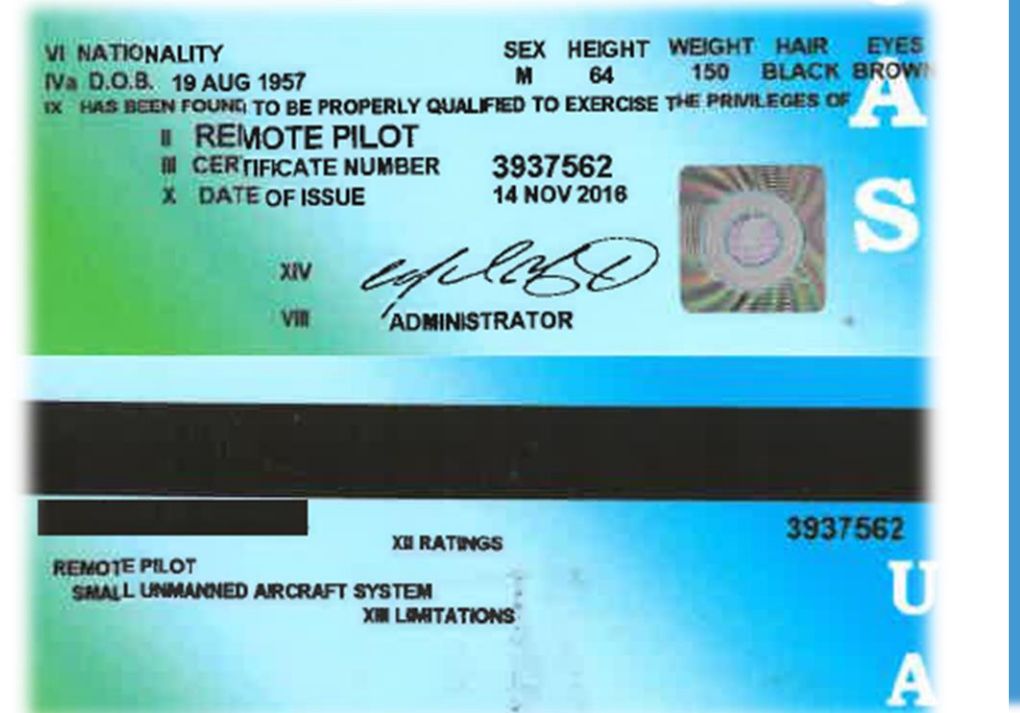 VI NATIONALITY SEX HEIGHT WEIGHT HAIR EYES
IVa D.O.B. 19 AUG 1957 M 64 150 BLACK BROWN
IX HAS BEEN FOUND TO BE PROPERLY QUALIFIED TO EXERCISE THE PRIVILEGES OF
II REMOTE PILOT
III CERTIFICATE NUMBER 3937562
X DATE OF ISSUE 14 NOV 2016
XIV
VIII ADMINISTRATOR
A
S
3937562
XII RATINGS
REMOTE PILOT
SMALL UNMANNED AIRCRAFT SYSTEM
XIII LIMITATIONS
U
A